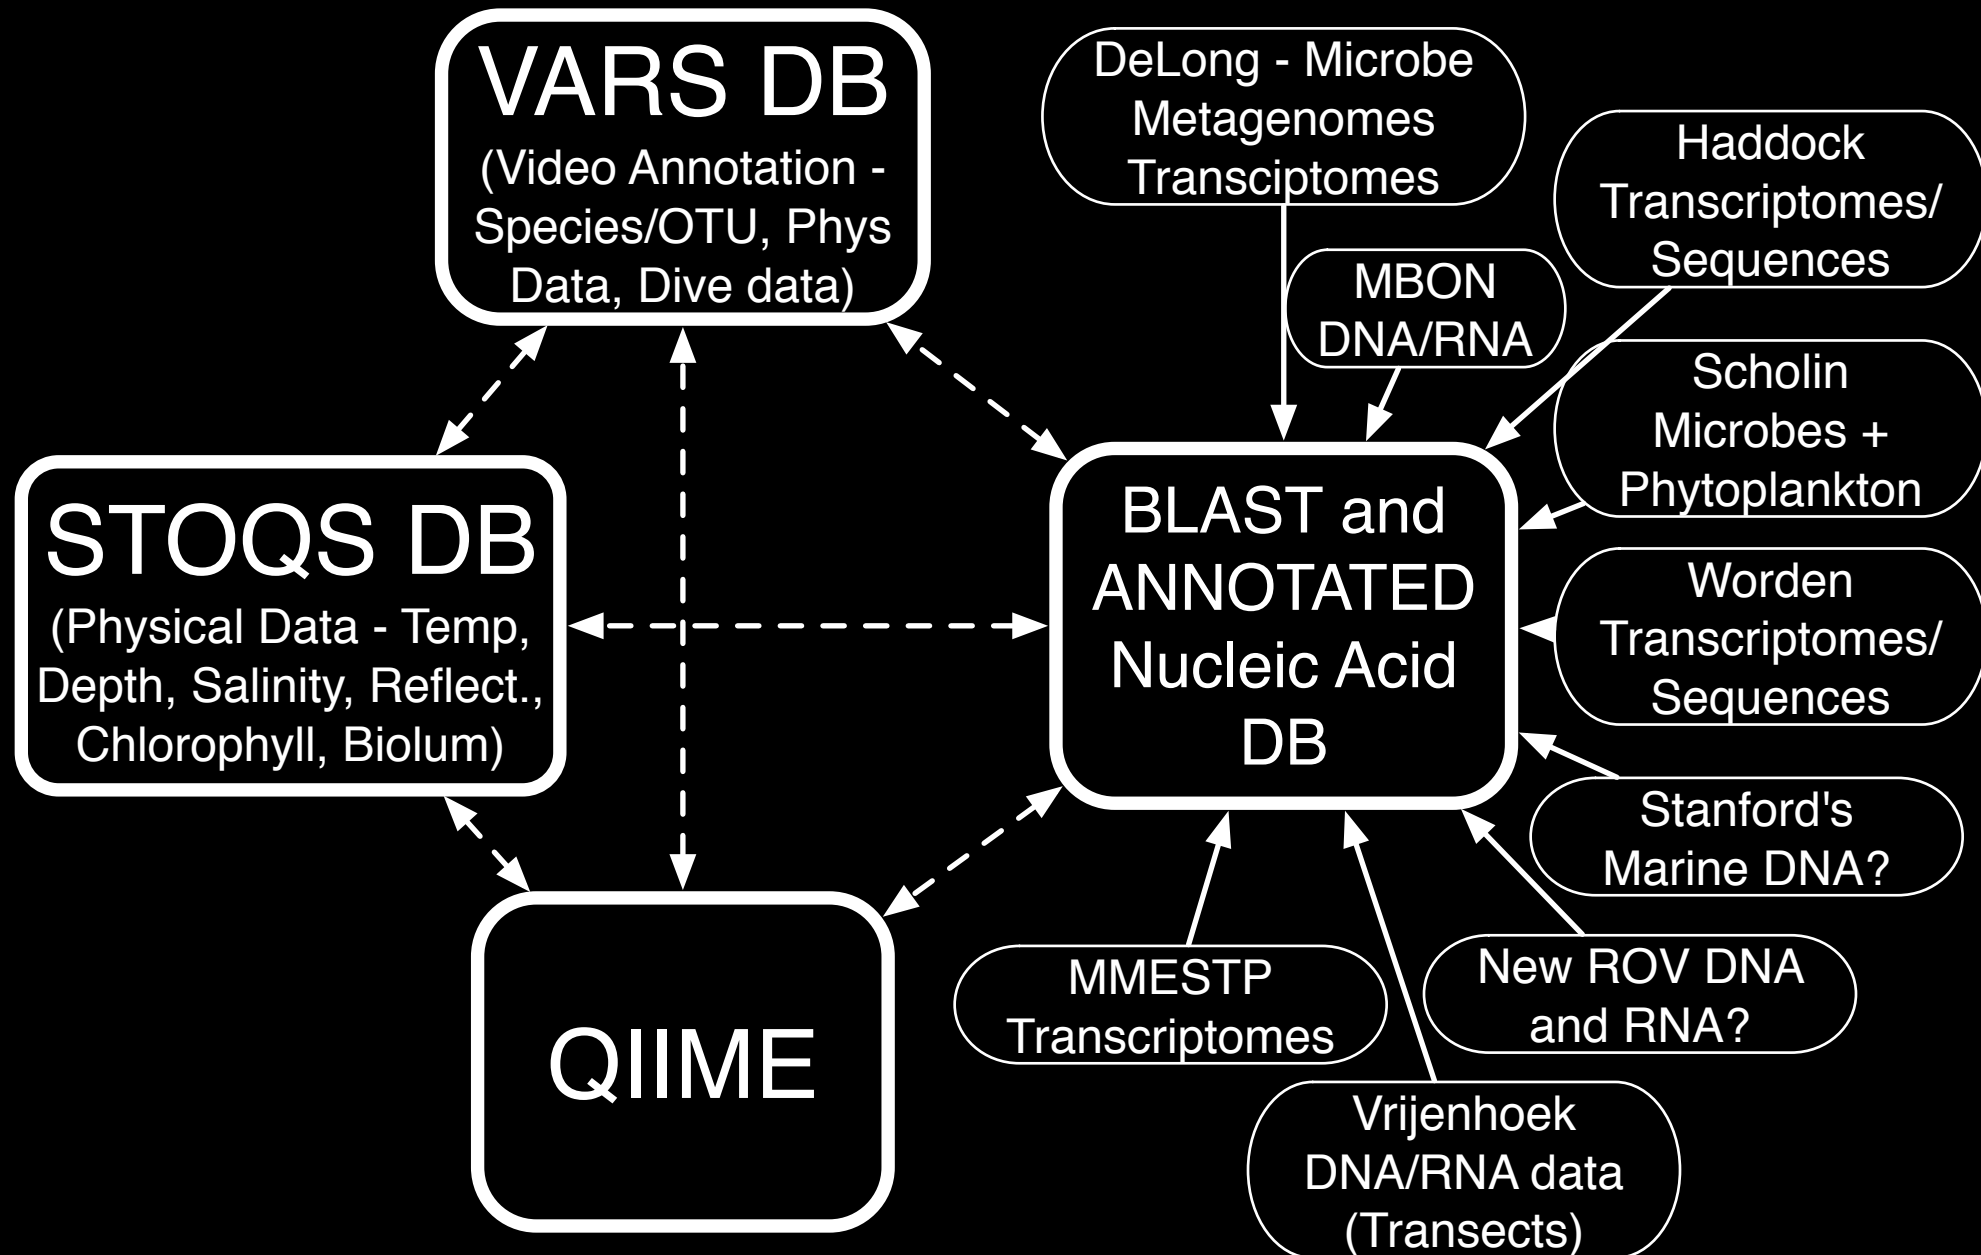 VARS DB
(Video Annotation -
Species/OTU, Phys
Data, Dive data)
DeLong - Microbe
Metagenomes
Transciptomes
Haddock
Transcriptomes/
Sequences
MBON
DNA/RNA
Scholin
Microbes +
Phytoplankton
STOQS DB
(Physical Data - Temp,
Depth, Salinity, Reflect.,
Chlorophyll, Biolum)
BLAST and
ANNOTATED
Nucleic Acid
DB
Worden
Transcriptomes/
Sequences
Stanford's
Marine DNA?
QIIME
MMESTP
Transcriptomes
New ROV DNA
and RNA?
Vrijenhoek
DNA/RNA data
(Transects)